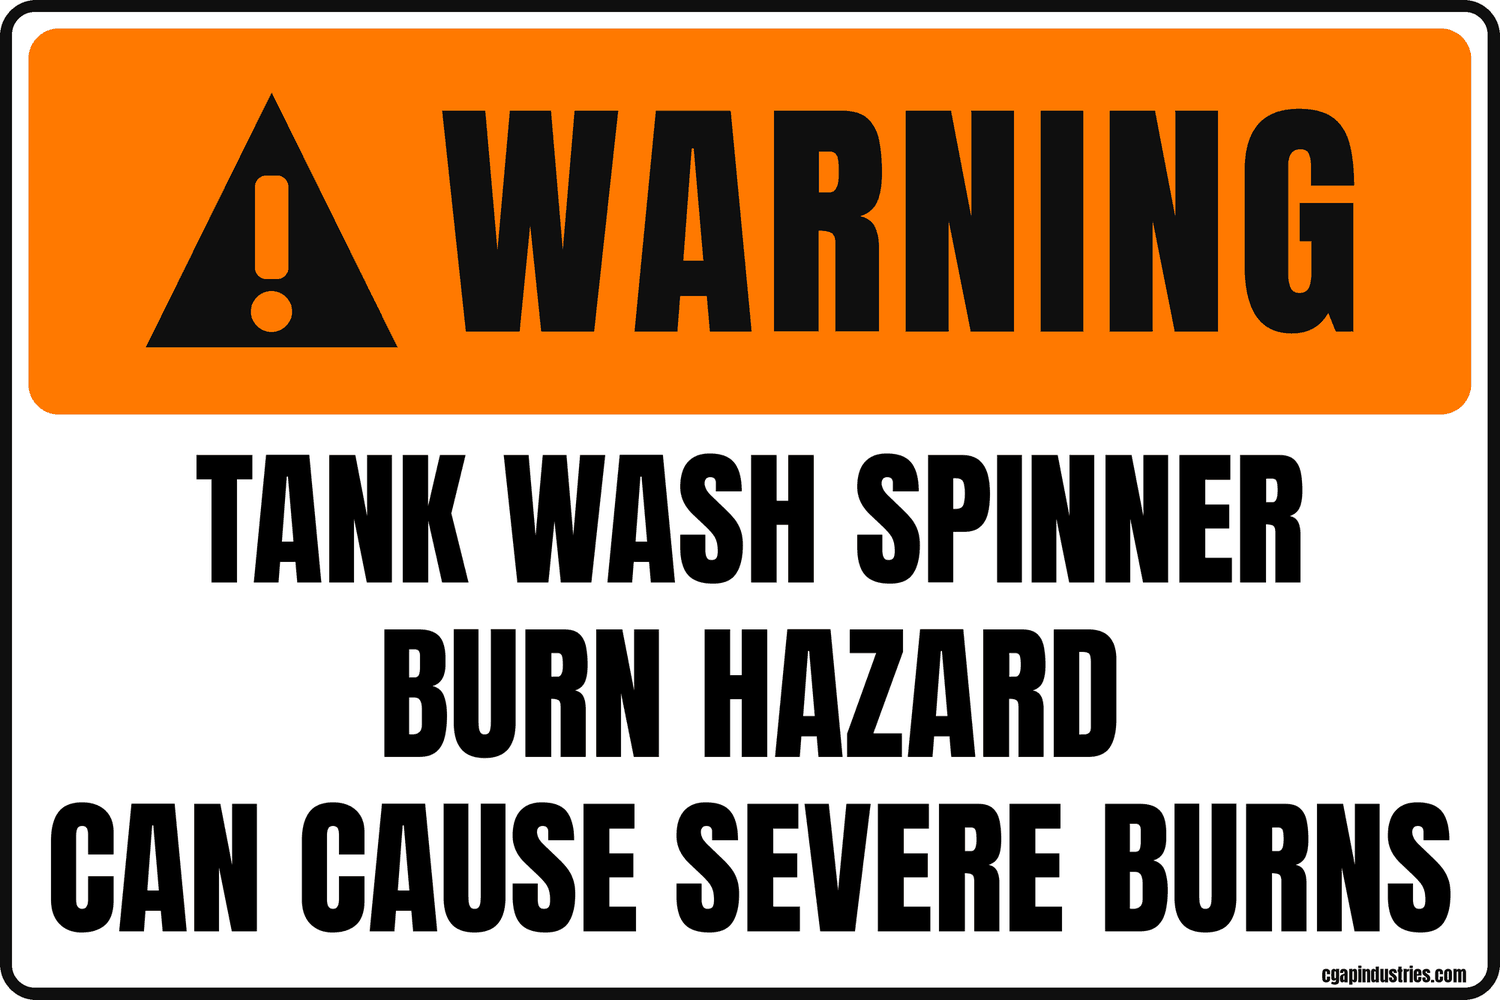 WARNING
TANK WASH SPINNER
BURN HAZARD
CAN CAUSE SEVERE BURNS
cgapindustries.com